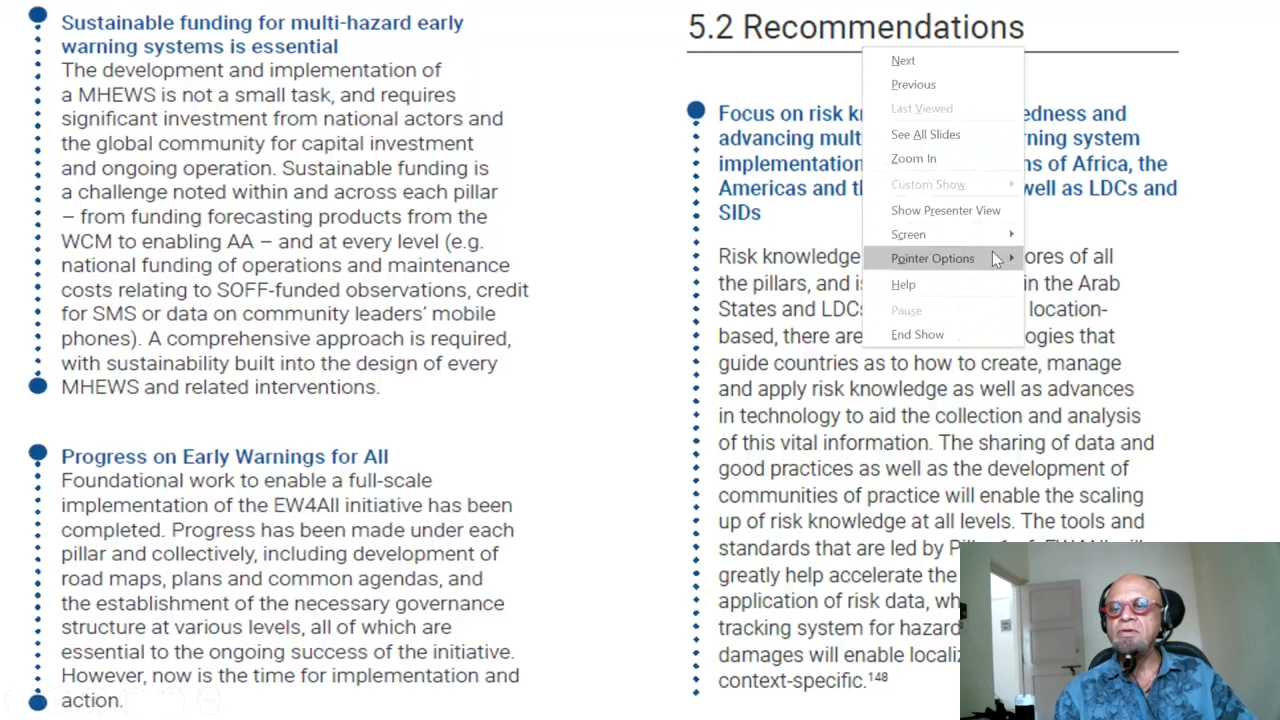 Sustainable funding for multi-hazard early
warning systems is essential
The development and implementation of
a MHEWS is not a small task, and requires
significant investment from national actors and
the global community for capital investment
and ongoing operation. Sustainable funding is
a challenge noted within and across each pillar
– from funding forecasting products from the
WCM to enabling AA – and at every level (e.g.
national funding of operations and maintenance
costs relating to SOFF-funded observations, credit
for SMS or data on community leaders’ mobile
phones). A comprehensive approach is required,
with sustainability built into the design of every
MHEWS and related interventions.
Progress on Early Warnings for All
Foundational work to enable a full-scale
implementation of the EW4All initiative has been
completed. Progress has been made under each
pillar and collectively, including development of
road maps, plans and common agendas, and
the establishment of the necessary governance
structure at various levels, all of which are
essential to the ongoing success of the initiative.
However, now is the time for implementation and
action.
5.2 Recommendations
Focus on risk edness and
advancing mult rning system
implementation ns of Africa, the
Americas and th well as LDCs and
SIDs
Risk knowledge ores of all
the pillars, and is in the Arab
States and LDCs location-
based, there are ogies that
guide countries as to how to create, manage
and apply risk knowledge as well as advances
in technology to aid the collection and analysis
of this vital information. The sharing of data and
good practices as well as the development of
communities of practice will enable the scaling
up of risk knowledge at all levels. The tools and
standards that are led by
greatly help accelerate the
application of risk data, wh
tracking system for hazard
damages will enable localiz
context-specific.148
Next
Previous
Last Viewed
See All Slides
Zoom In
Custom Show
Show Presenter View
Screen
Pointer Options
Help
Pause
End Show